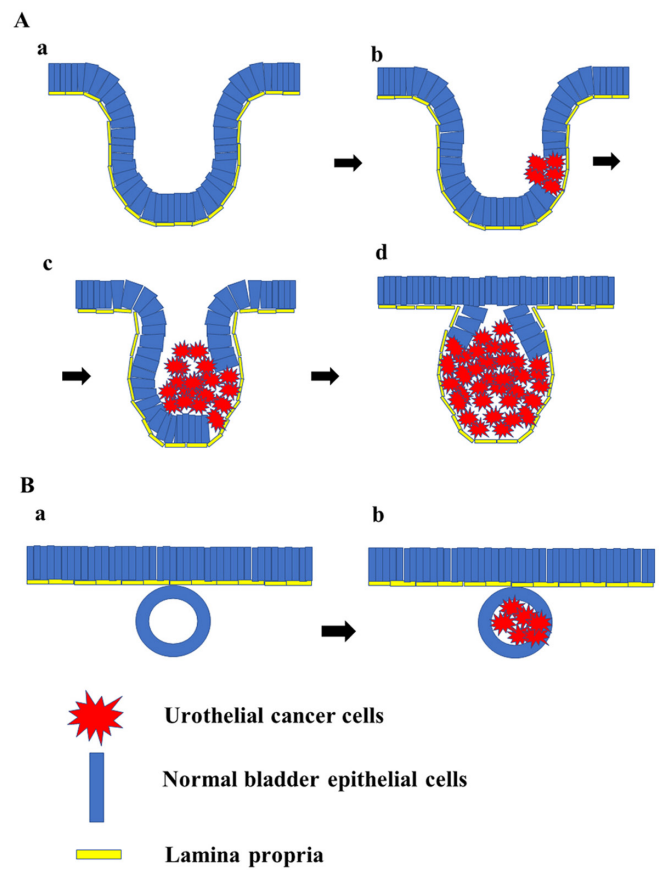 A
a
b
c
d
B
a
b
Urothelial cancer cells
Normal bladder epithelial cells
Lamina propria